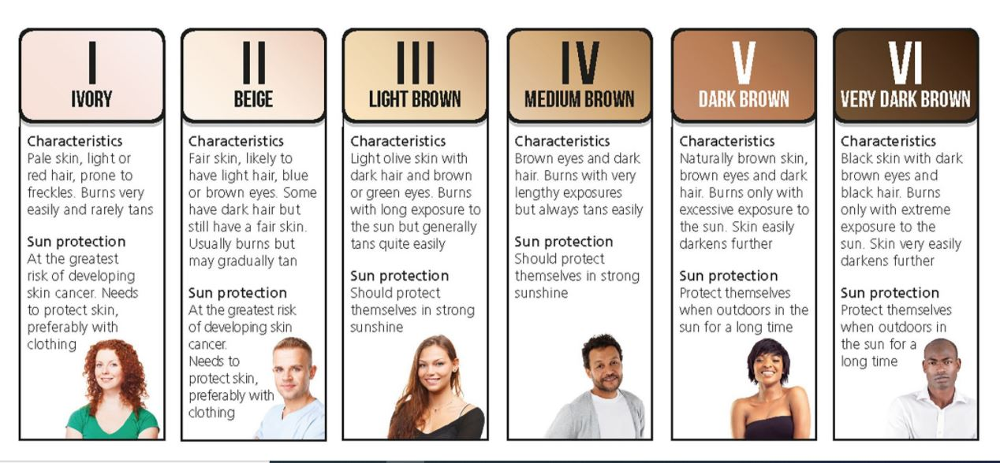 I
IVORY
Characteristics
Pale skin, light or
red hair, prone to
freckles. Burns very
easily and rarely tans
Sun protection
At the greatest
risk of developing
skin cancer. Needs
to protect skin,
preferably with
clothing
II
BEIGE
Characteristics
Fair skin, likely to
have light hair, blue
or brown eyes. Some
have dark hair but
still have a fair skin.
Usually burns but
may gradually tan
Sun protection
At the greatest risk
of developing skin
cancer.
Needs to
protect skin,
preferably with
clothing
III
LIGHT BROWN
Characteristics
Light olive skin with
dark hair and brown
or green eyes. Burns
with long exposure to
the sun but generally
tans quite easily
Sun protection
Should protect
themselves in strong
sunshine
IV
MEDIUM BROWN
Characteristics
Brown eyes and dark
hair. Burns with very
lengthy exposures
but always tans easily
Sun protection
Should protect
themselves in strong
sunshine
V
DARK BROWN
Characteristics
Naturally brown skin,
brown eyes and dark
hair. Burns only with
excessive exposure to
the sun. Skin easily
darkens further
Sun protection
Protect themselves
when outdoors in the
sun for a long time
VI
VERY DARK BROWN
Characteristics
Black skin with dark
brown eyes and
black hair. Burns
only with extreme
exposure to the
sun. Skin very easily
darkens further
Sun protection
Protect themselves
when outdoors in
the sun for a
long time